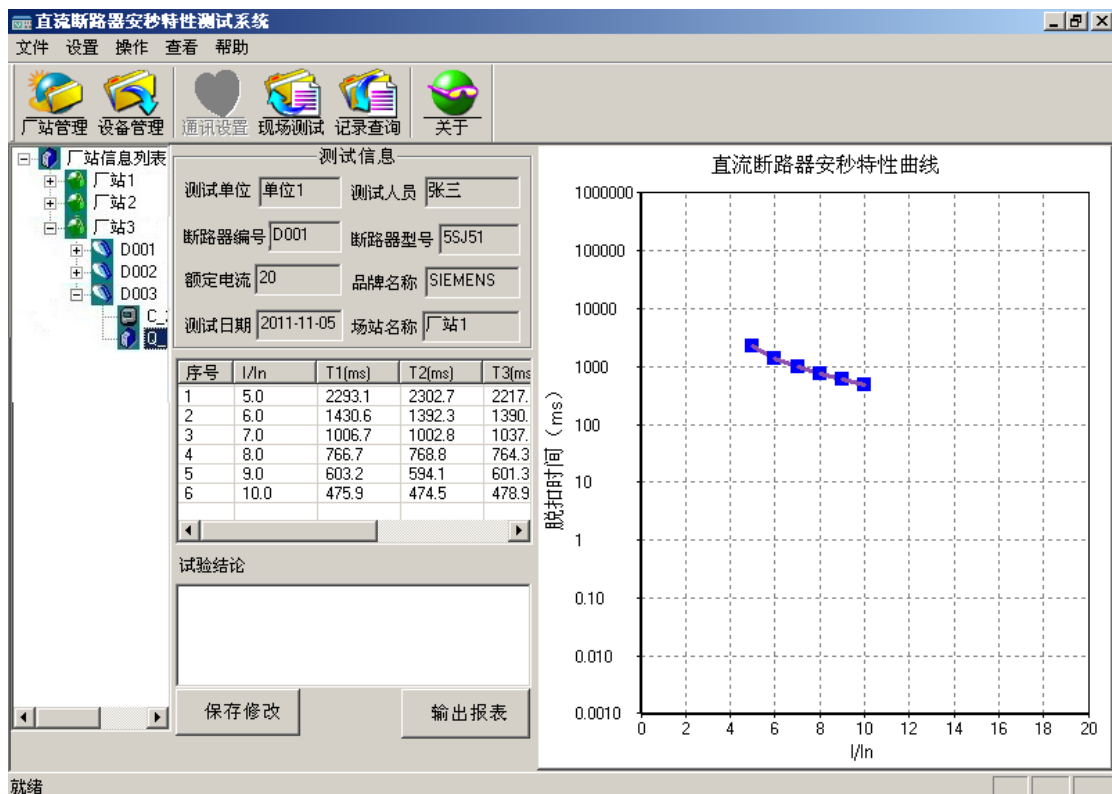 直流断路器安秒特性测试系统
文件 设置 操作 查看 帮助
厂站管理 设备管理 通讯设置 现场测试 记录查询 关于
厂站信息列表
厂站1
厂站2
厂站3
D001
D002
D003
C_
Q_
测试信息
测试单位 单位1 测试人员 张三
断路器编号 D001 断路器型号 5SJ51
额定电流 20 品牌名称 SIEMENS
测试日期 2011-11-05 场站名称 厂站1
序号 I/In T1(ms) T2(ms) T3(ms
1 5.0 2293.1 2302.7 2217.
2 6.0 1430.6 1392.3 1390.
3 7.0 1006.7 1002.8 1037.
4 8.0 766.7 768.8 764.3
5 9.0 603.2 594.1 601.3
6 10.0 475.9 474.5 478.9
试验结论
保存修改 输出报表
直流断路器安秒特性曲线
脱扣时间（ms）
1000000
100000
10000
1000
100
10
1
0.10
0.010
0.0010
0 2 4 6 8 10 12 14 16 18 20
I/In
就绪